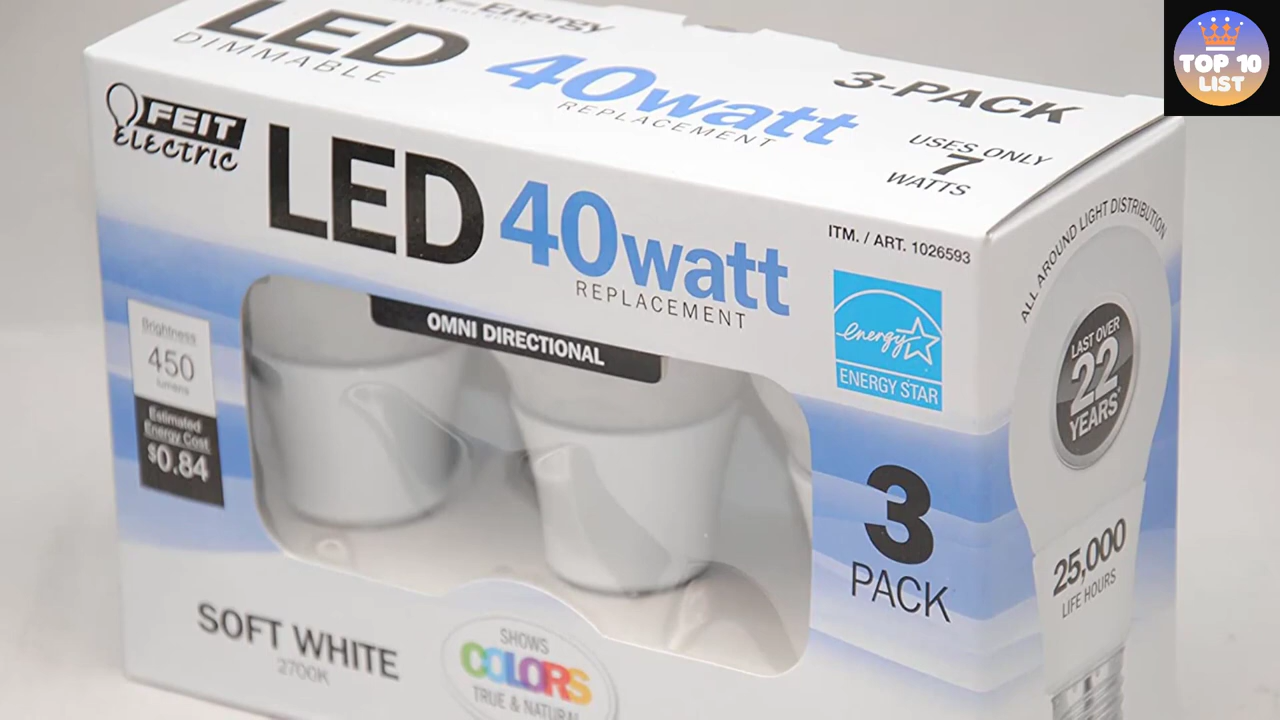 Energy
LED
DIMMABLE
40watt
REPLACEMENT
3-PACK
USES ONLY
7
WATTS
TOP 10
LIST
FEIT
ELECTRIC
LED 40watt
REPLACEMENT
ITM. / ART. 1026593
energy
ENERGY STAR
OMNI DIRECTIONAL
Brightness
450
lumens
Estimated
Energy Cost
$0.84
3
PACK
SOFT WHITE
2700K
SHOWS
COLORS
TRUE & NATURAL
ALL AROUND LIGHT DISTRIBUTION
LAST OVER
22
YEARS*
25,000
LIFE HOURS